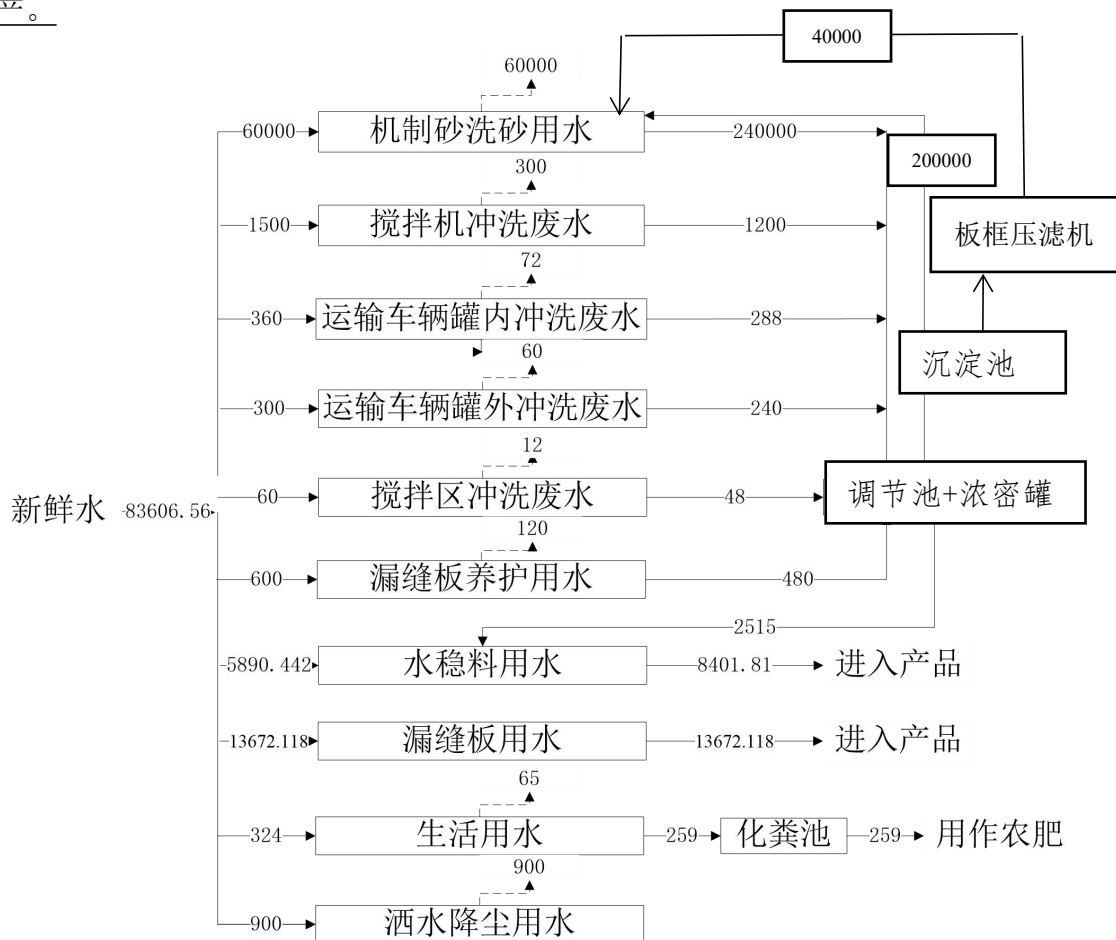 。
40000
60000
60000
机制砂洗砂用水
240000
200000
300
1500
搅拌机冲洗废水
1200
板框压滤机
72
360
运输车辆罐内冲洗废水
288
60
沉淀池
300
运输车辆罐外冲洗废水
240
12
新鲜水
83606.56
60
搅拌区冲洗废水
48
调节池+浓密罐
120
600
漏缝板养护用水
480
2515
5890.442
水稳料用水
8401.81
进入产品
13672.118
漏缝板用水
13672.118
进入产品
65
324
生活用水
259
化粪池
259
用作农肥
900
900
洒水降尘用水